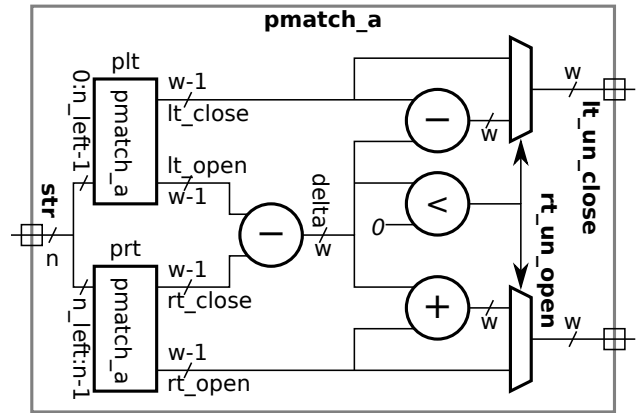 pmatch_a
plt
0:n_left-1
pmatch_a
w-1
lt_close
lt_open
w-1
str
n
prt
n_left:n-1
pmatch_a
w-1
rt_close
w-1
rt_open
−
delta
w
−
w
<
0
+
w
w
lt_un_close
rt_un_open
w